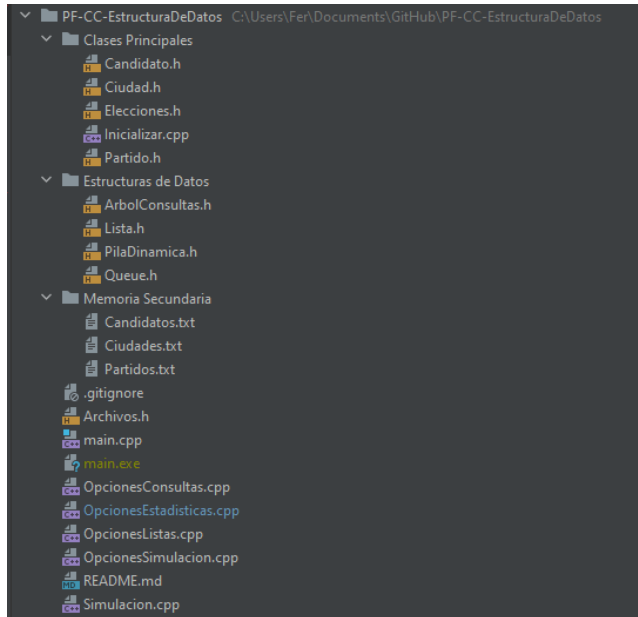 PF-CC-EstructuraDeDatos C:\Users\Fer\Documents\GitHub\PF-CC-EstructuraDeDatos
Clases Principales
Candidato.h
Ciudad.h
Elecciones.h
Inicializar.cpp
Partido.h
Estructuras de Datos
ArbolConsultas.h
Lista.h
PilaDinamica.h
Queue.h
Memoria Secundaria
Candidatos.txt
Ciudades.txt
Partidos.txt
.gitignore
Archivos.h
main.cpp
main.exe
OpcionesConsultas.cpp
OpcionesEstadisticas.cpp
OpcionesListas.cpp
OpcionesSimulación.cpp
README.md
Simulacion.cpp